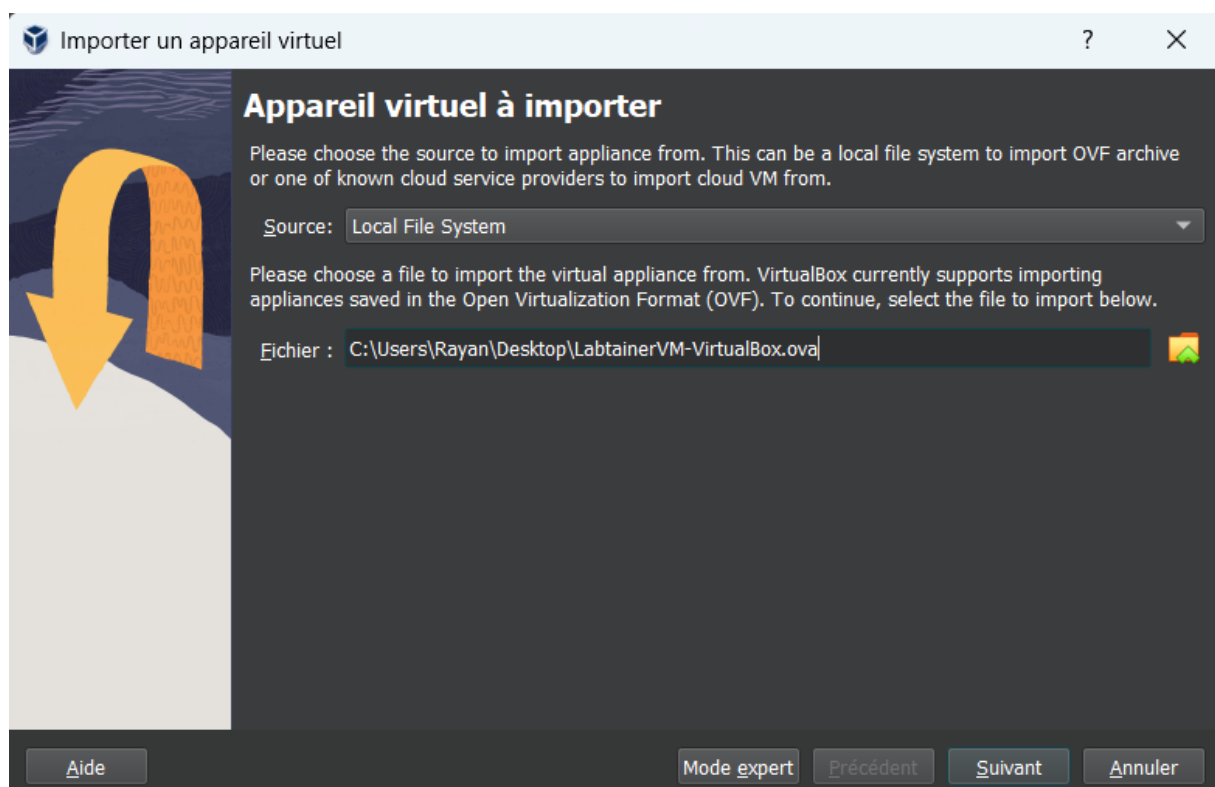 Importer un appareil virtuel ? ×
Appareil virtuel à importer
Please choose the source to import appliance from. This can be a local file system to import OVF archive
or one of known cloud service providers to import cloud VM from.
Source: Local File System
Please choose a file to import the virtual appliance from. VirtualBox currently supports importing
appliances saved in the Open Virtualization Format (OVF). To continue, select the file to import below.
Fichier : C:\Users\Rayan\Desktop\LabtainerVM-VirtualBox.ova
Aide Mode expert Précédent Suivant Annuler